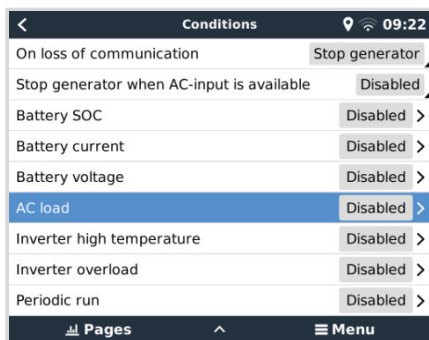 Conditions 09:22
On loss of communication Stop generator
Stop generator when AC-input is available Disabled
Battery SOC Disabled
Battery current Disabled
Battery voltage Disabled
AC load Disabled
Inverter high temperature Disabled
Inverter overload Disabled
Periodic run Disabled
Pages Menu